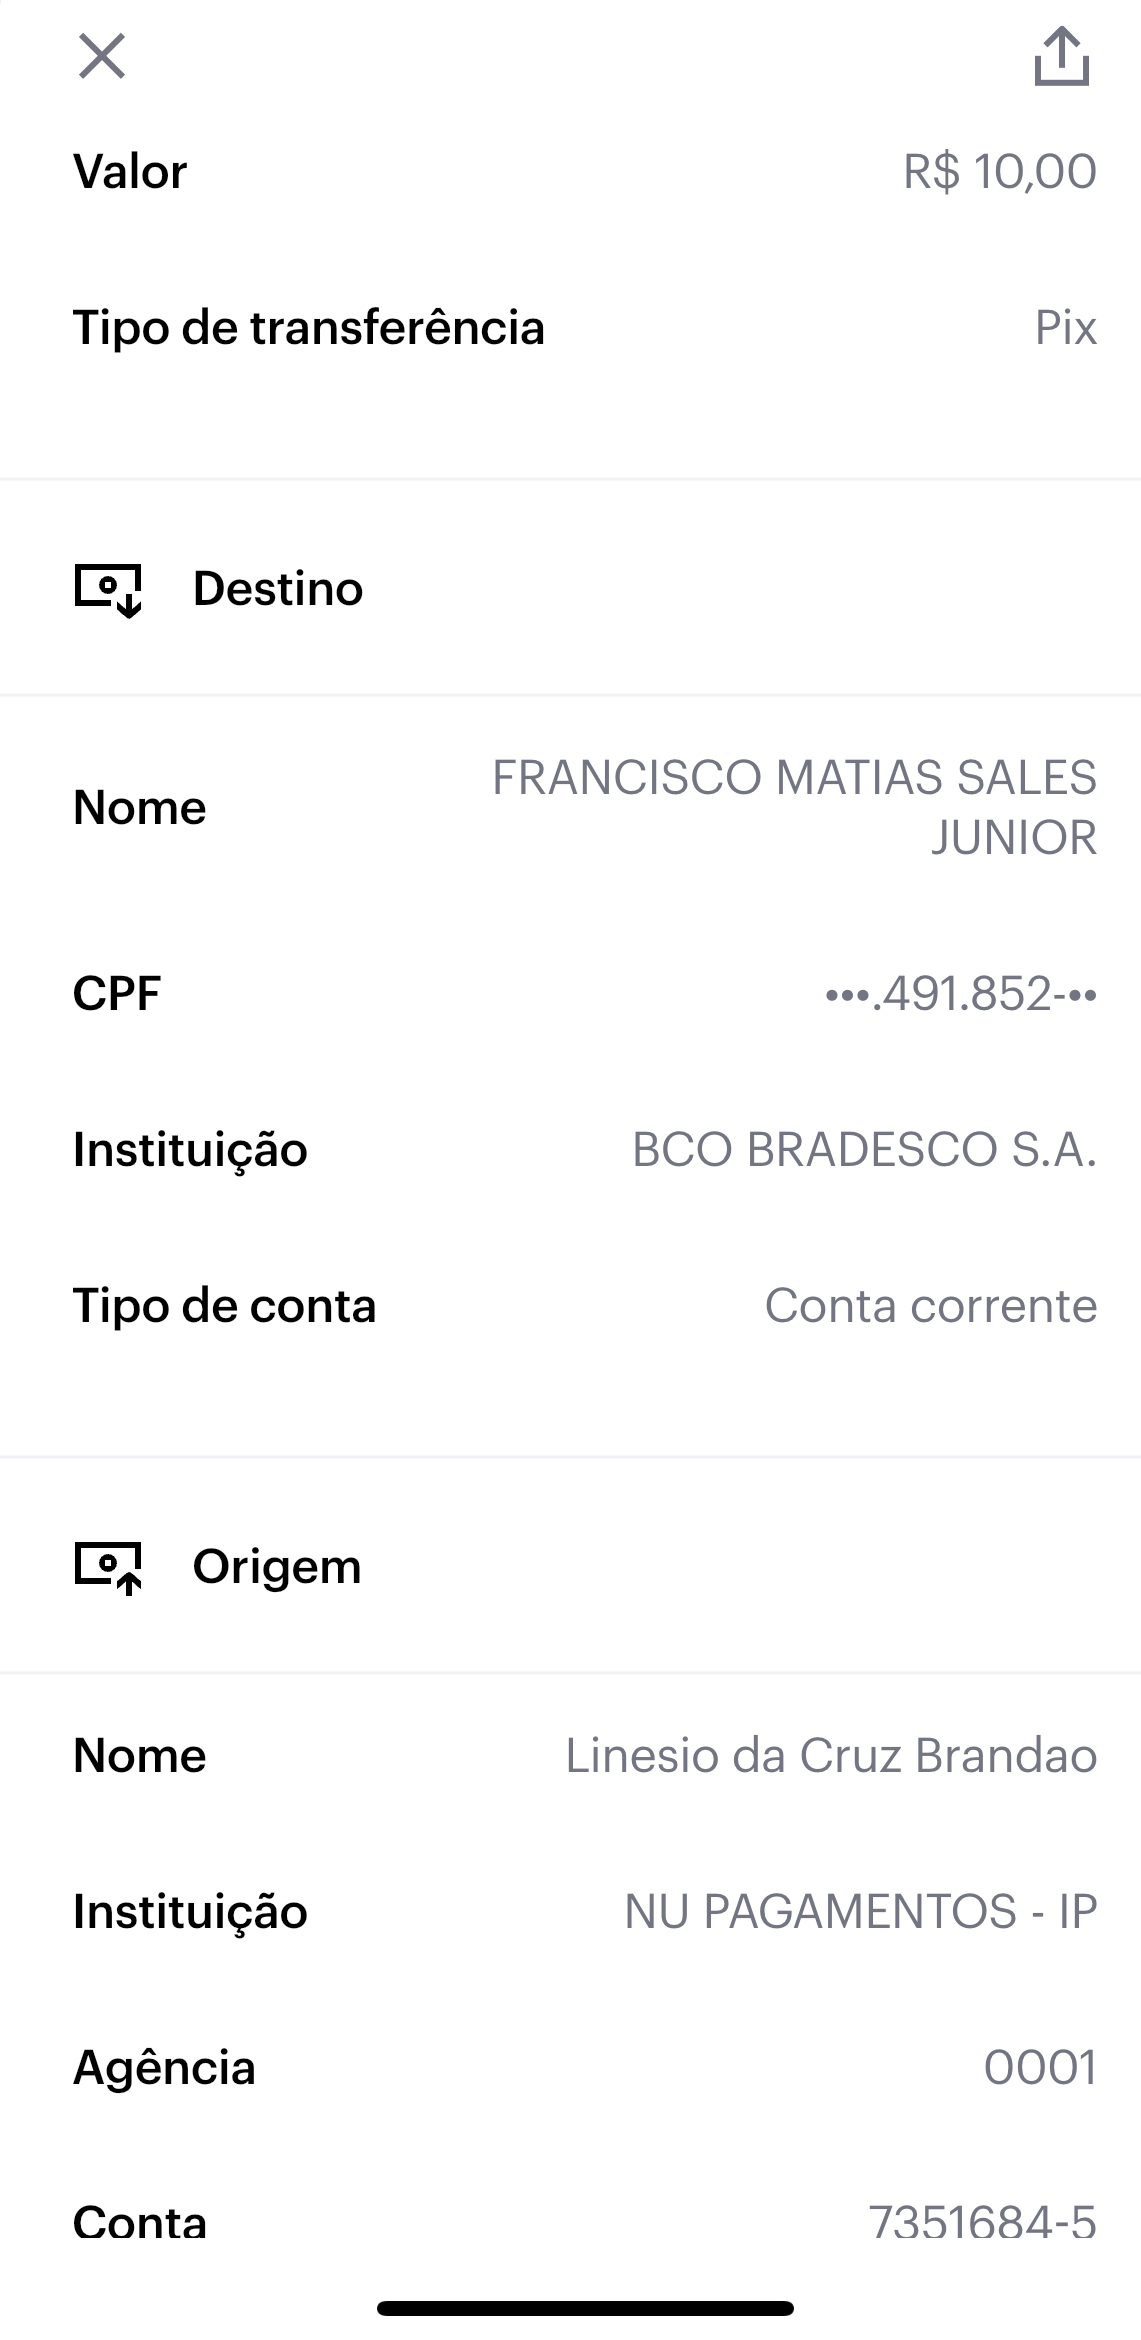 Valor R$ 10,00
Tipo de transferência Pix
Destino
Nome FRANCISCO MATIAS SALES
JUNIOR
CPF •••.491.852-••
Instituição BCO BRADESCO S.A.
Tipo de conta Conta corrente
Origem
Nome Linesio da Cruz Brandao
Instituição NU PAGAMENTOS - IP
Agência 0001
Conta 7351684-5